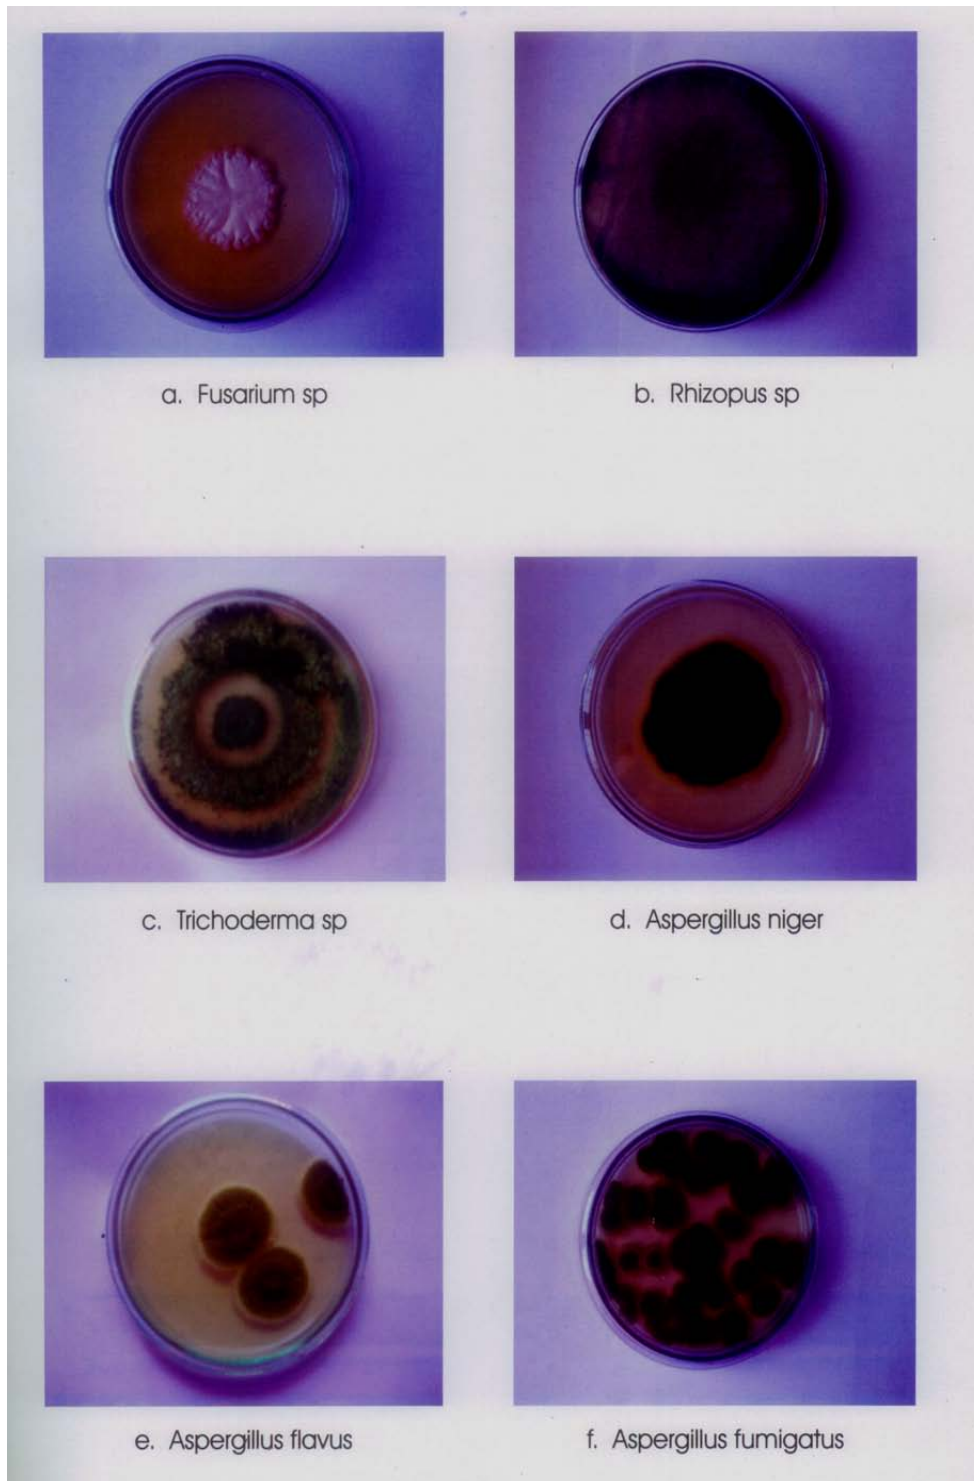 a. Fusarium sp
b. Rhizopus sp
c. Trichoderma sp
d. Aspergillus niger
e. Aspergillus flavus
f. Aspergillus fumigatus